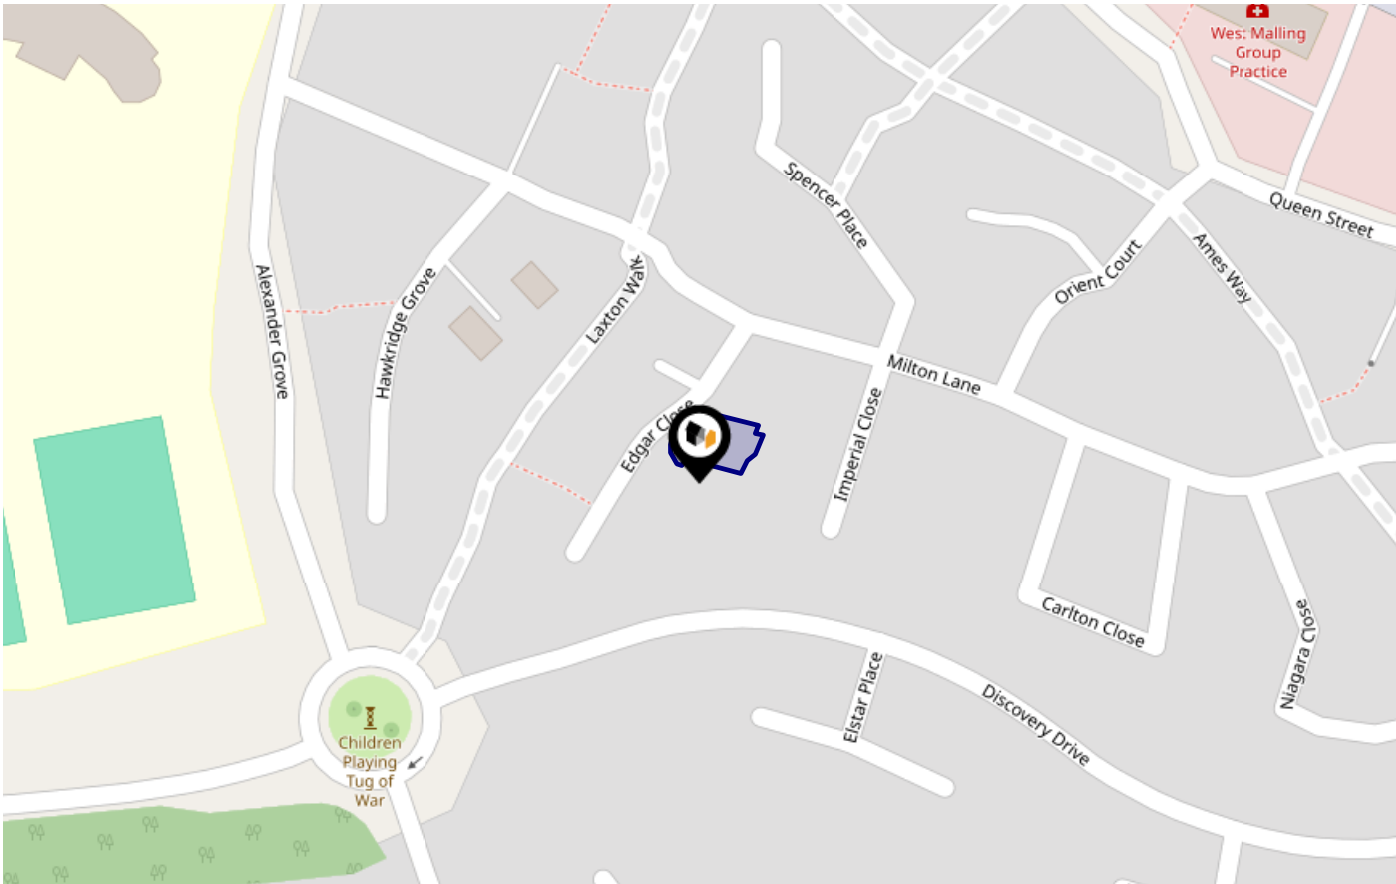 Wes: Malling
Group
Practice
Spencer Place
Queen Street
Alexander Grove
Hawkridge Grove
Laxton Walk
Orient Court
Ames Way
Milton Lane
Edgar Close
Imperial Close
Carlton Close
Niagara Close
Elstar Place
Discovery Drive
Children
Playing
Tug of
War